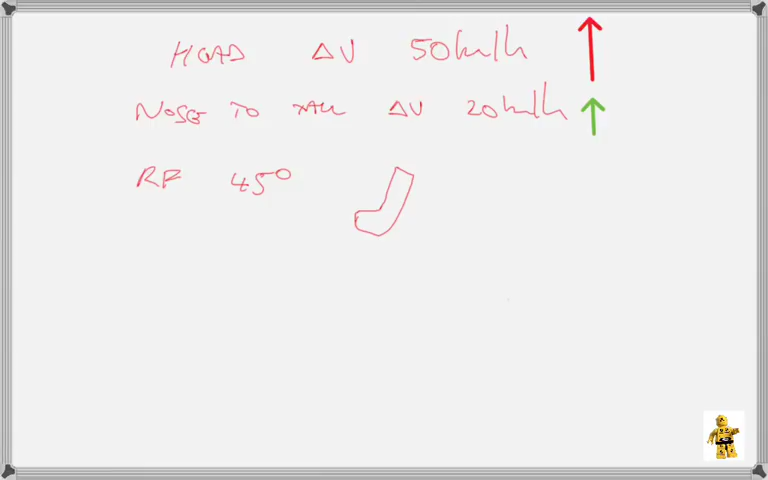 HEAD ΔV 50km/h
NOSE TO TAIL ΔV 20km/h
RF 45°